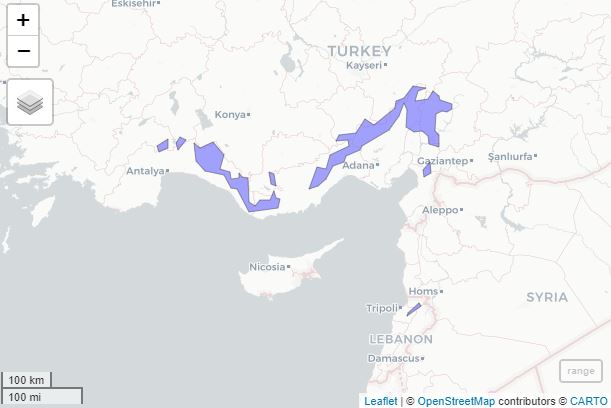 Eskisehir
+
−
TURKEY
Kayseri
Konya
Antalya
Adana
Gaziantep
Şanlıurfa
Aleppo
Nicosia
Homs
SYRIA
Tripoli
LEBANON
Damascus
range
100 km
100 mi
Leaflet | © OpenStreetMap contributors © CARTO